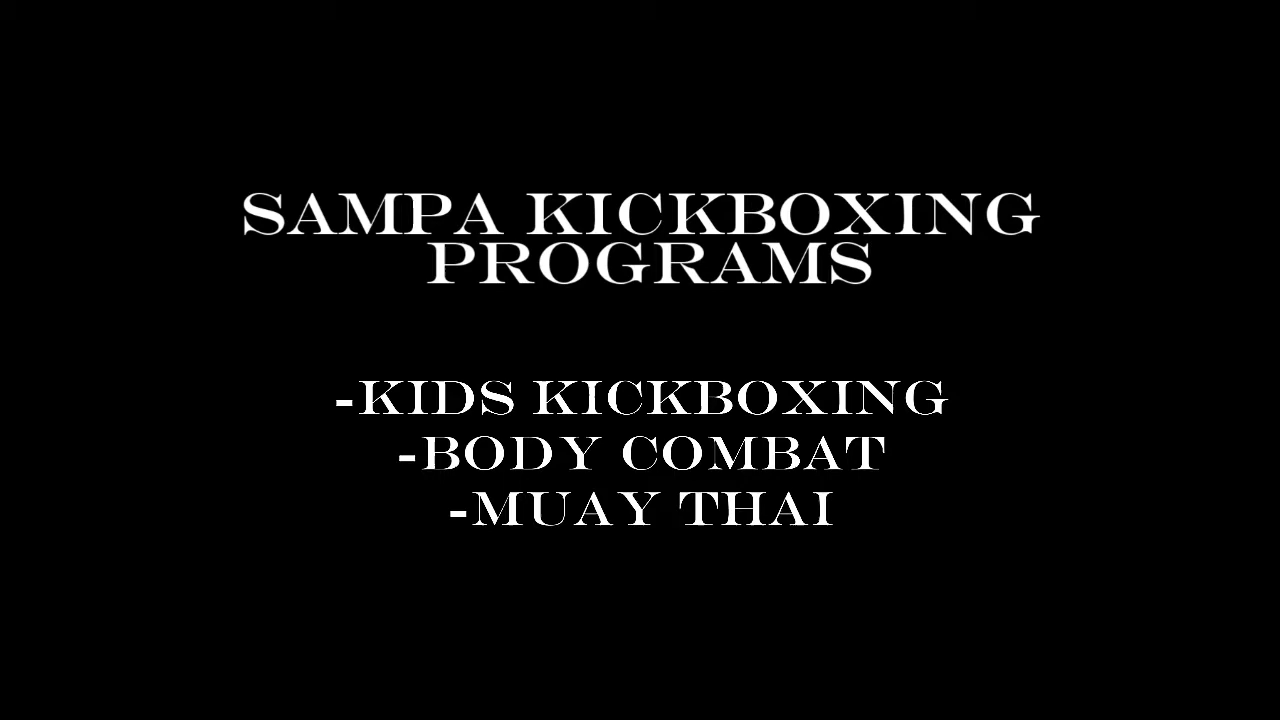 SAMPA KICKBOXING
PROGRAMS
-KIDS KICKBOXING
-BODY COMBAT
-MUAY THAI